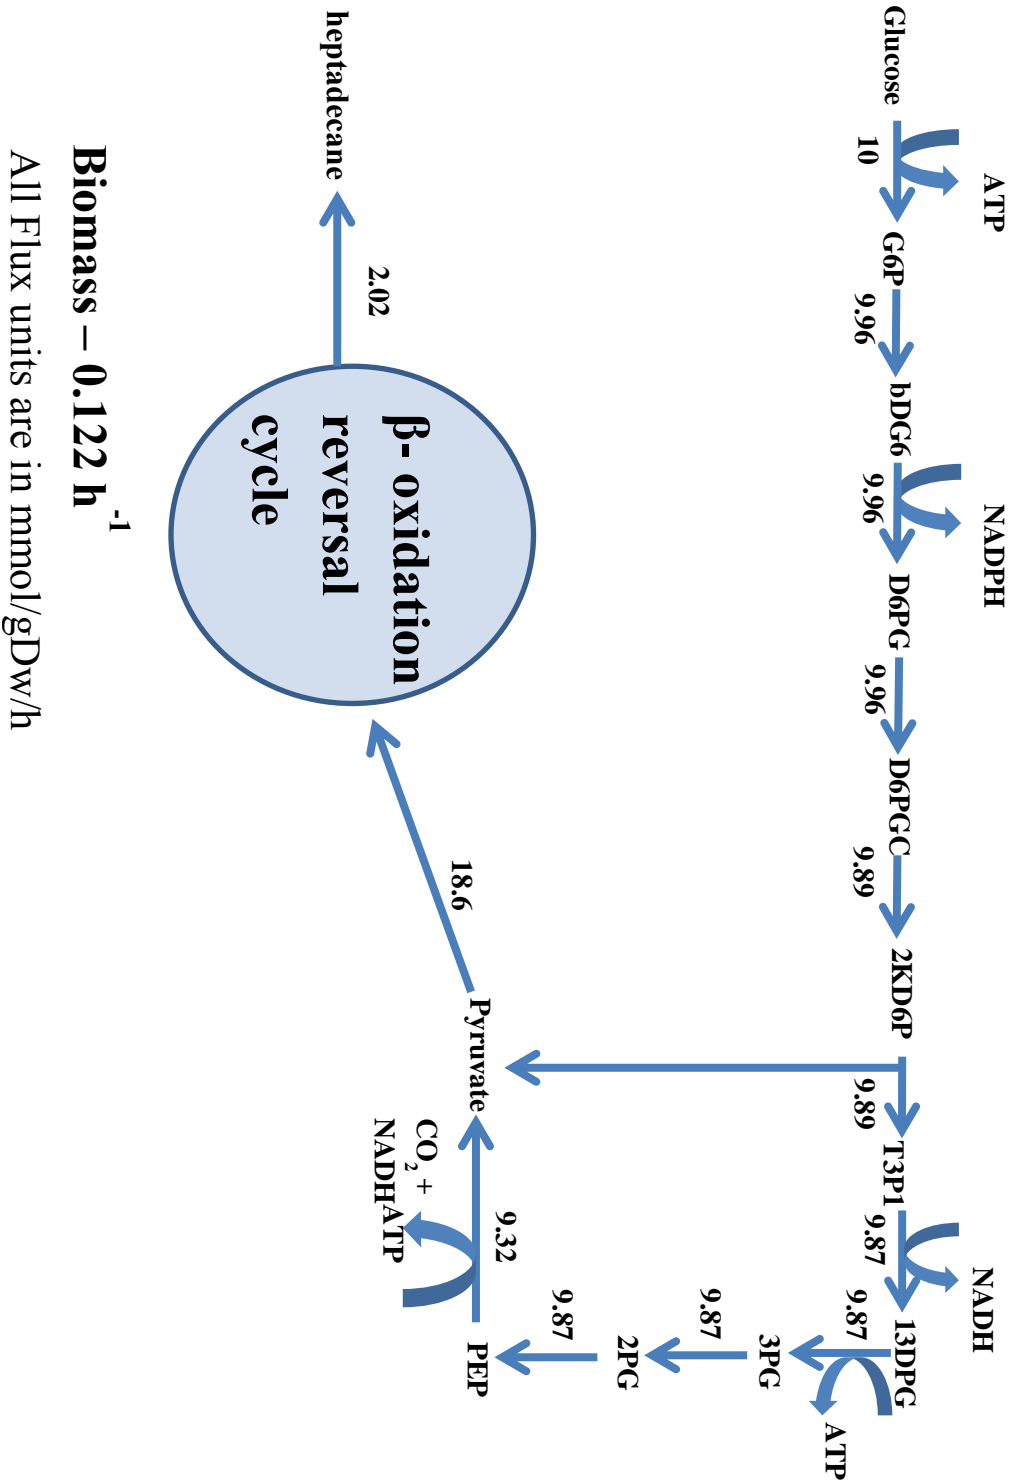 ATP
NADPH
NADH
Glucose
10
G6P
9.96
bDG6
9.96
D6PG
9.96
D6PGC
9.89
2KD6P
9.89
T3P1
9.87
13DPG
9.87
ATP
3PG
9.87
2PG
9.87
PEP
9.32
Pyruvate
CO2 +
NADH
ATP
18.6
β- oxidation
reversal
cycle
2.02
heptadecane
Biomass – 0.122 h-1
All Flux units are in mmol/gDw/h